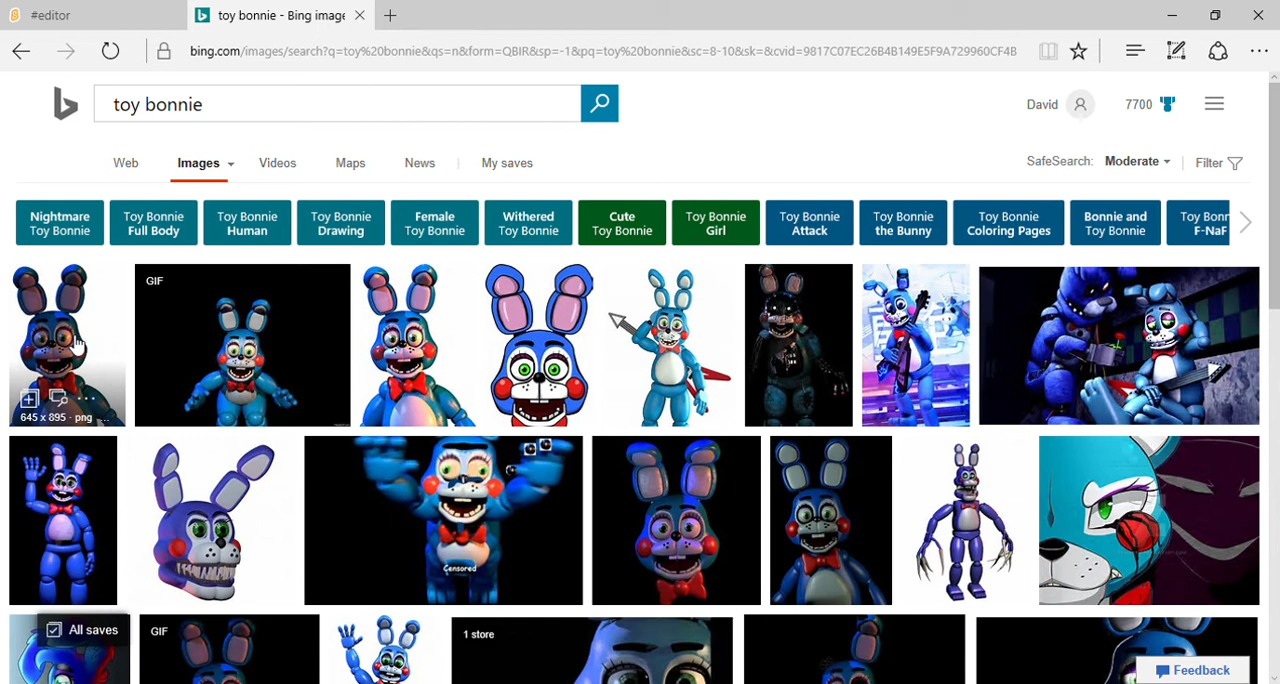 #editor
toy bonnie - Bing image
bing.com/images/search?q=toy%20bonnie&qs=n&form=QBIR&sp=-1&pq=toy%20bonnie&sc=8-10&sk=&cvid=9817C07EC26B4B149E5F9A729960CF4B
toy bonnie
David
7700
Web
Images
Videos
Maps
News
My saves
SafeSearch: Moderate
Filter
Nightmare
Toy Bonnie
Toy Bonnie
Full Body
Toy Bonnie
Human
Toy Bonnie
Drawing
Female
Toy Bonnie
Withered
Toy Bonnie
Cute
Toy Bonnie
Toy Bonnie
Girl
Toy Bonnie
Attack
Toy Bonnie
the Bunny
Toy Bonnie
Coloring Pages
Bonnie and
Toy Bonnie
Toy Bonn
F-NaF
GIF
645 x 895 · png ...
Censored
All saves
GIF
1 store
Feedback